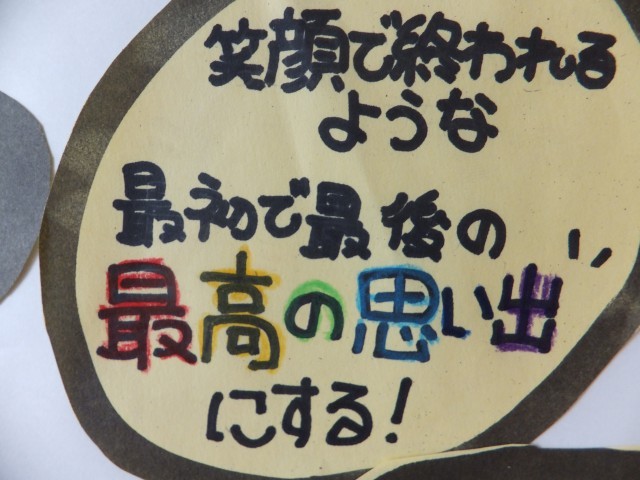 笑顔で終われる
ような
最初で最後の
最高の思い出
にする!